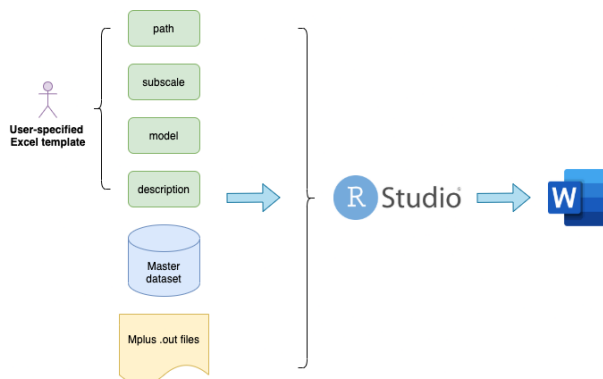 path
subscale
User-specified
Excel template
model
description
R Studio®
W
Master
dataset
Mplus .out files